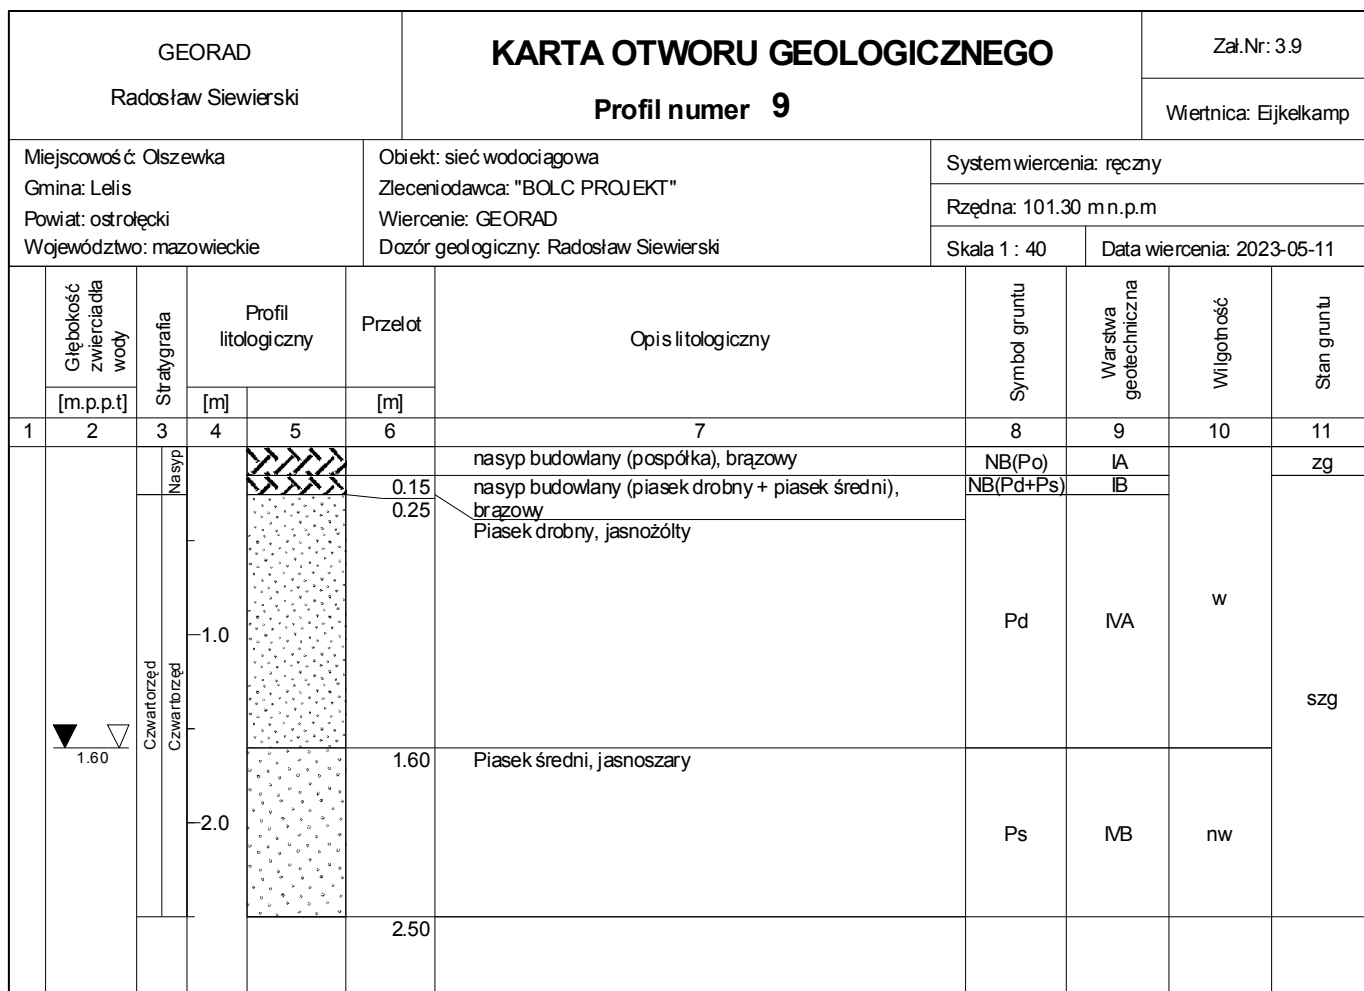 GEORAD
Radosław Siewierski
KARTA OTWORU GEOLOGICZNEGO
Profil numer 9
Zał.Nr: 3.9
Wiertnica: Eijkelkamp
Miejscowość: Olszewka
Gmina: Lelis
Powiat: ostrołęcki
Województwo: mazowieckie
Obiekt: sieć wodociągowa
Zleceniodawca: "BOLC PROJEKT"
Wiercenie: GEORAD
Dozór geologiczny: Radosław Siewierski
System wiercenia: ręczny
Rzędna: 101.30 m n.p.m
Skala 1 : 40
Data wiercenia: 2023-05-11
Głębokość
zwierciadła
wody
[m.p.p.t]
Stratygrafia
Profil
litologiczny
[m]
Przelot
[m]
Opis litologiczny
Symbol gruntu
Warstwa
geotechniczna
Wilgotność
Stan gruntu
1 2 3 4 5 6 7 8 9 10 11
Nasyp
nasyp budowlany (pospółka), brązowy
NB(Po)
IA
zg
0.15
nasyp budowlany (piasek drobny + piasek średni),
brązowy
NB(Pd+Ps)
IB
0.25
Piasek drobny, jasnożólty
Pd
IVA
w
1.0
Czwartorzęd
Czwartorzęd
szg
1.60
1.60
Piasek średni, jasnoszary
2.0
Ps
IVB
nw
2.50